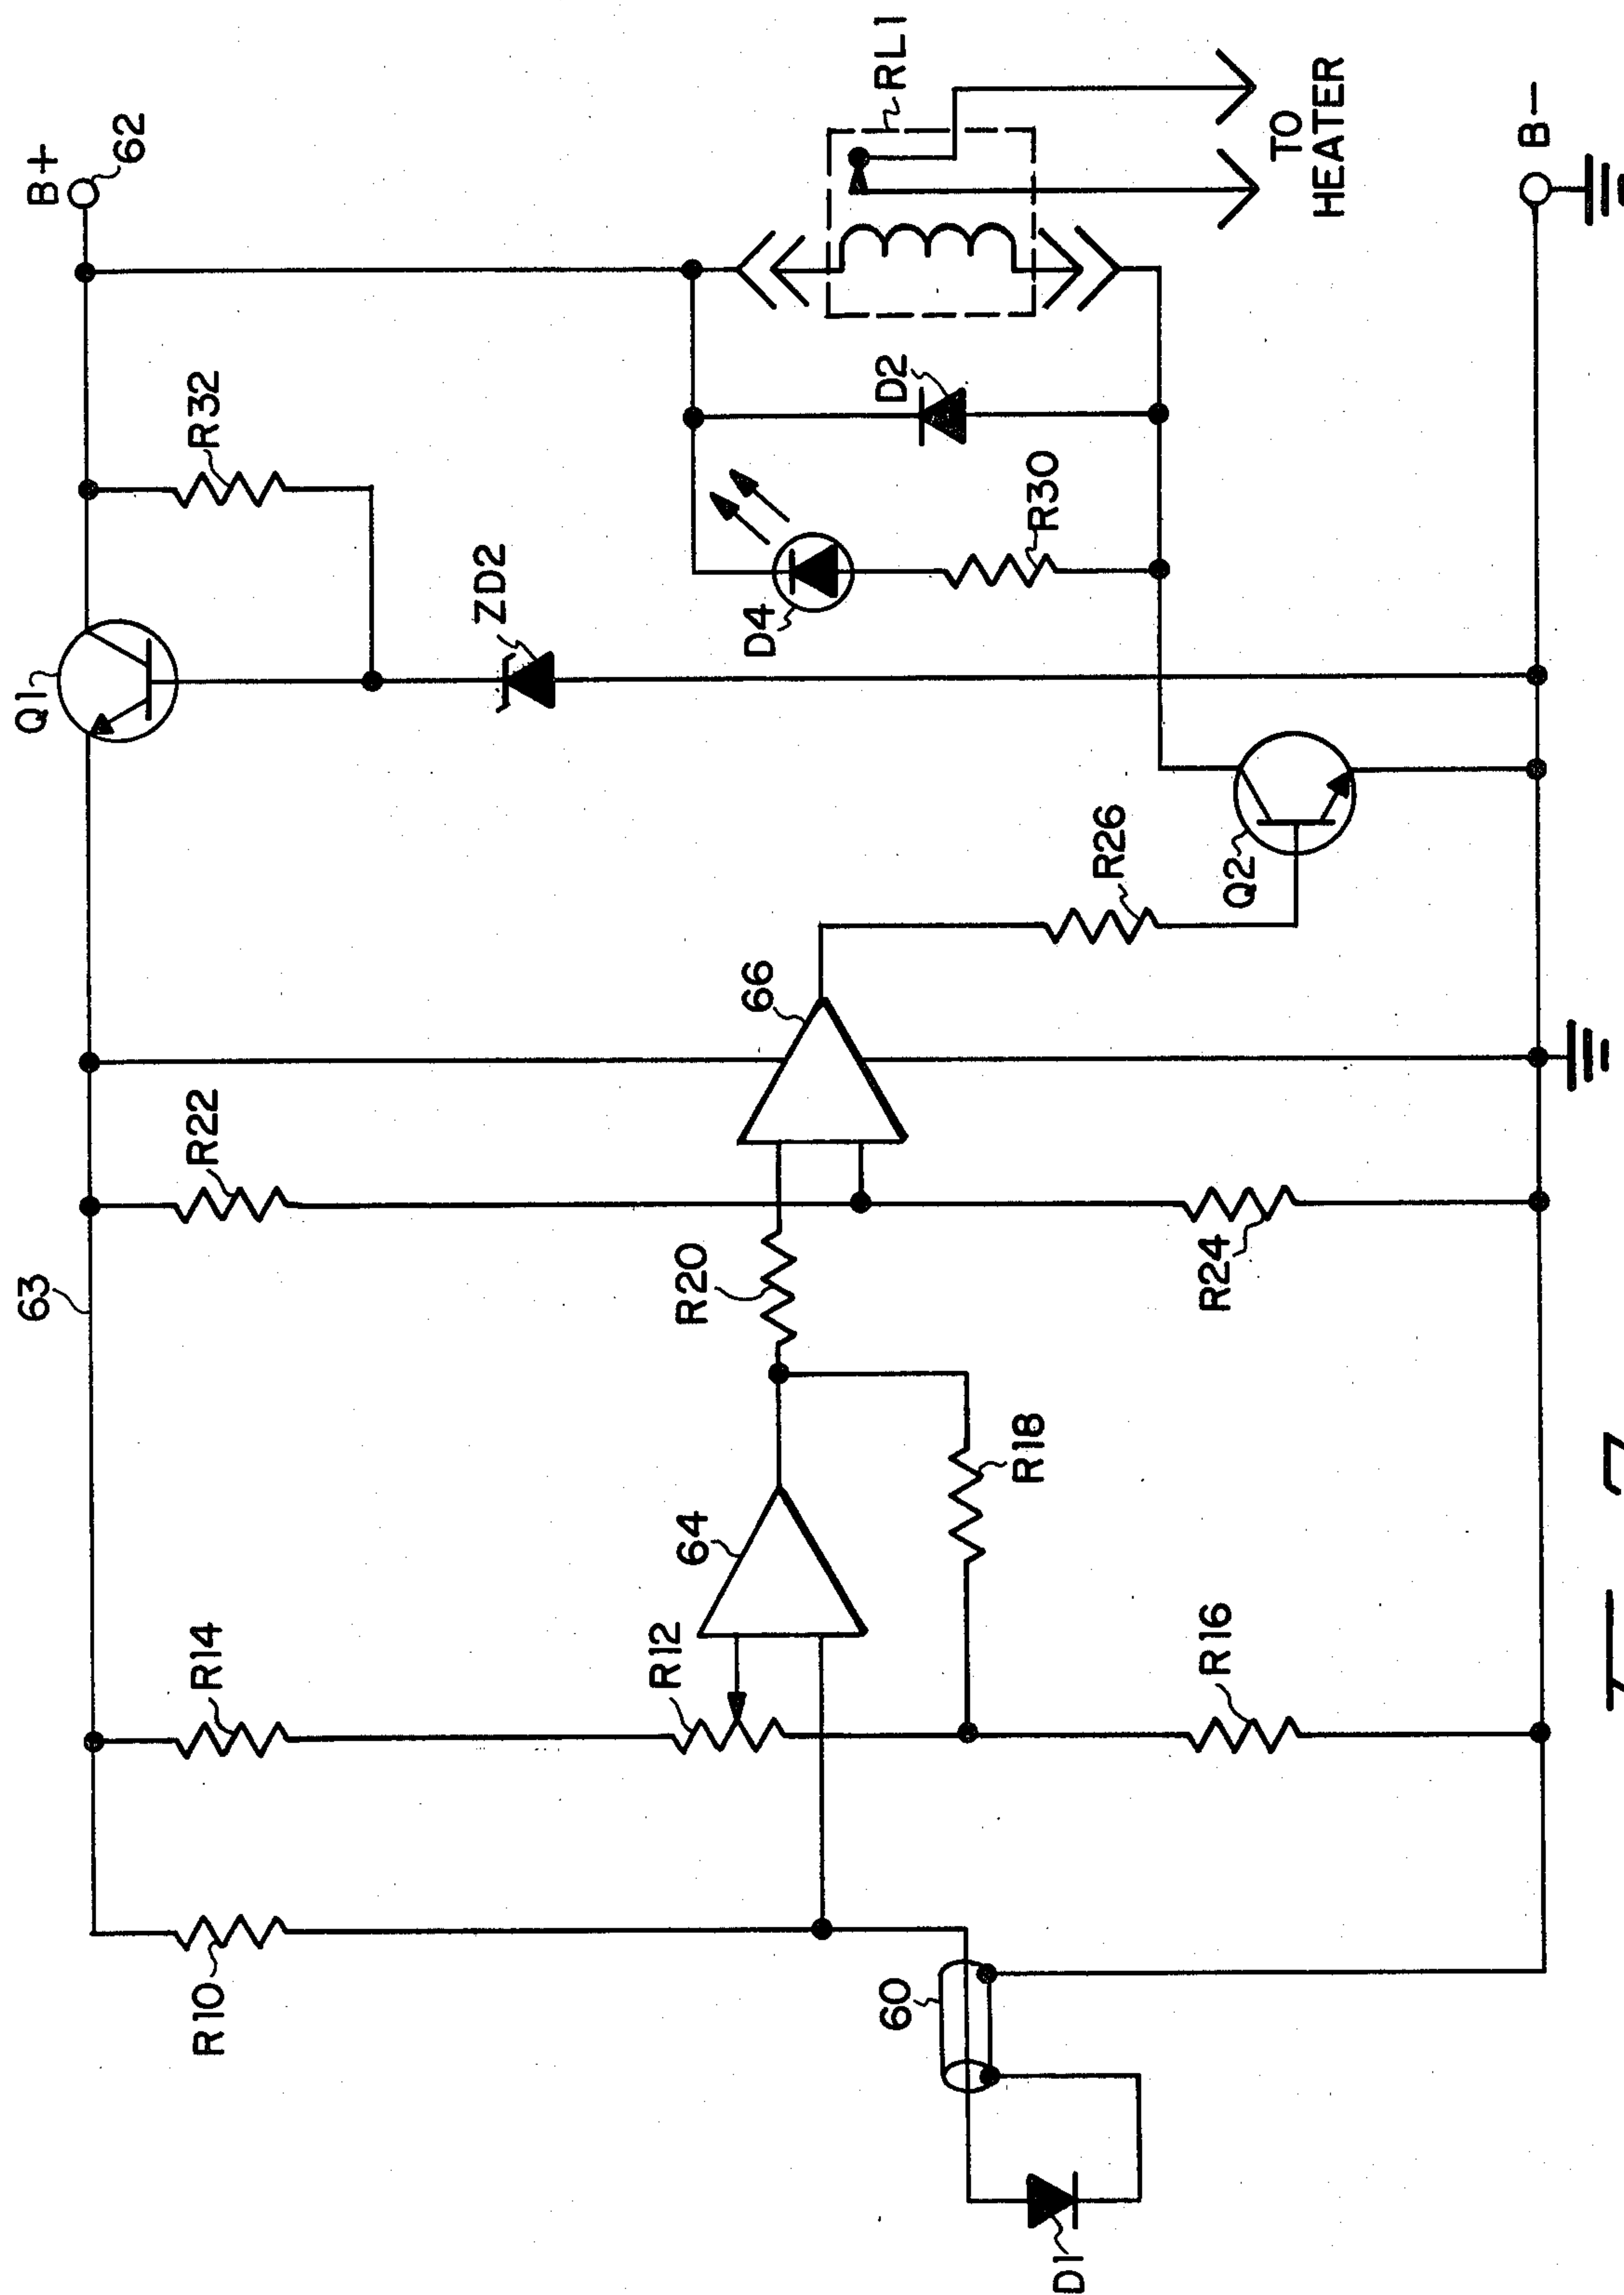 B+
62
Q1
R32
63
R22
R14
R10
ZD2
D4
D2
RL1
R30
66
R20
64
R12
R18
60
D1
R26
Q2
R24
R16
TO
HEATER
B−